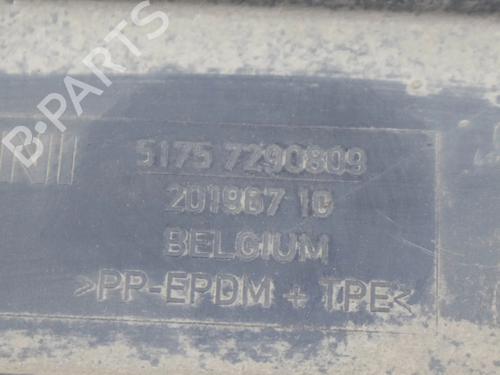 B-PARTS
5175 7290809
201967 10
BELGIUM
>PP-EPDM + TPE<